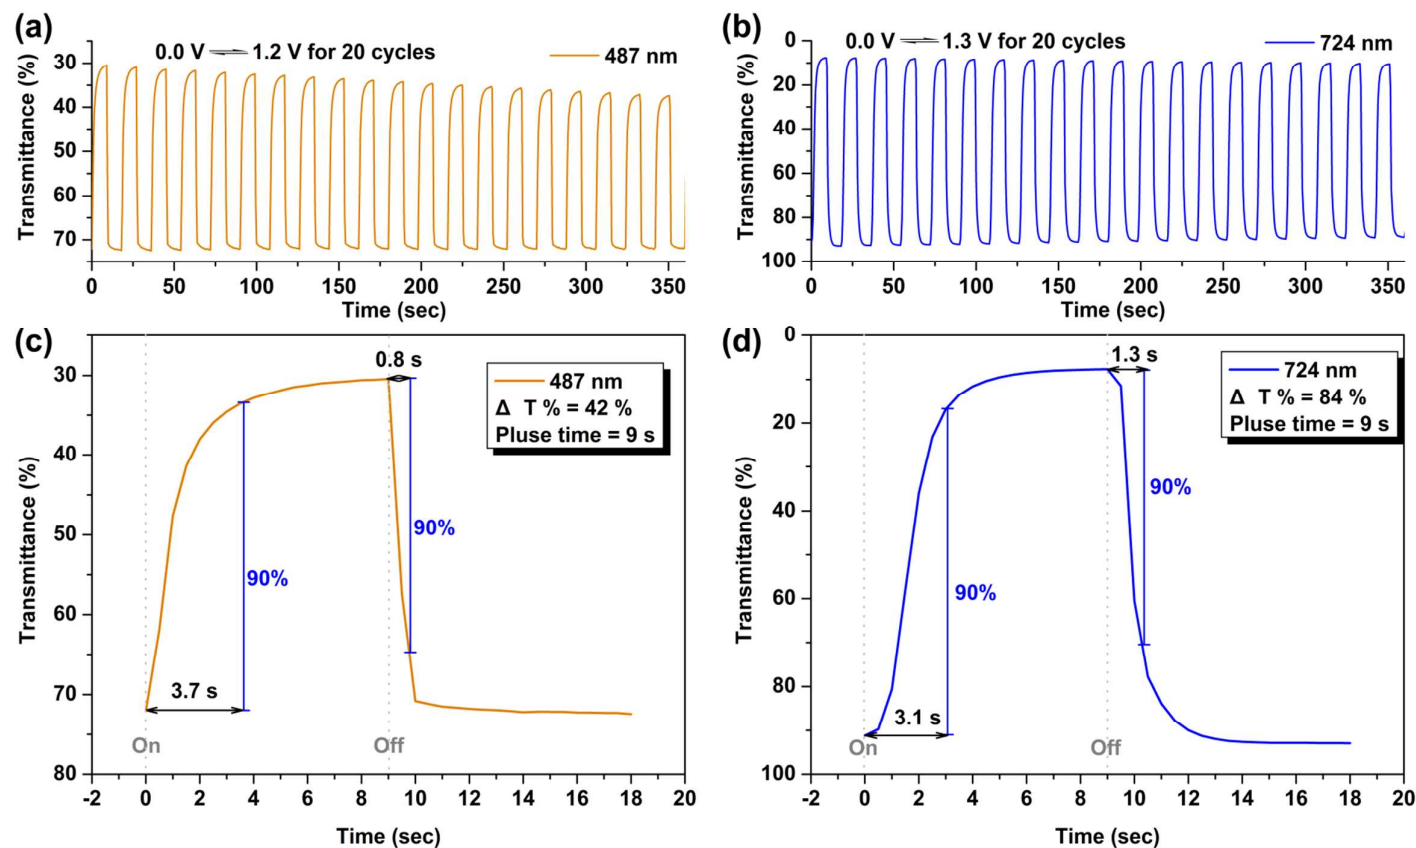 (a)
0.0 V ⇌ 1.2 V for 20 cycles
487 nm
Transmittance (%)
30
40
50
60
70
0 50 100 150 200 250 300 350
Time (sec)
(b)
0.0 V ⇌ 1.3 V for 20 cycles
724 nm
Transmittance (%)
0
20
40
60
80
100
0 50 100 150 200 250 300 350
Time (sec)
(c)
0.8 s
487 nm
Δ T % = 42 %
Pluse time = 9 s
90%
90%
3.7 s
On
Off
Transmittance (%)
30
40
50
60
70
80
-2 0 2 4 6 8 10 12 14 16 18 20
Time (sec)
(d)
1.3 s
724 nm
Δ T % = 84 %
Pluse time = 9 s
90%
90%
3.1 s
On
Off
Transmittance (%)
0
20
40
60
80
100
-2 0 2 4 6 8 10 12 14 16 18 20
Time (sec)